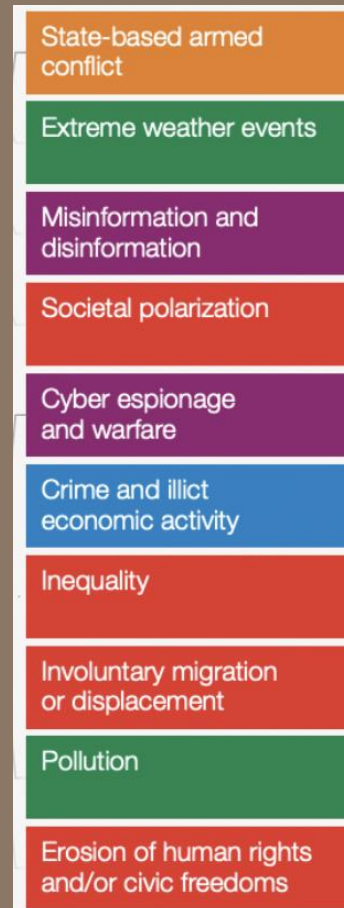 State-based armed
conflict
Extreme weather events
Misinformation and
disinformation
Societal polarization
Cyber espionage
and warfare
Crime and illict
economic activity
Inequality
Involuntary migration
or displacement
Pollution
Erosion of human rights
and/or civic freedoms